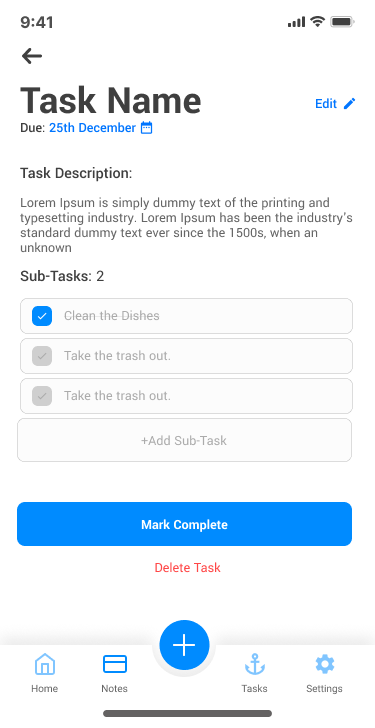 9:41
Task Name
Edit
Due: 25th December
Task Description:
Lorem Ipsum is simply dummy text of the printing and
typesetting industry. Lorem Ipsum has been the industry's
standard dummy text ever since the 1500s, when an
unknown
Sub-Tasks: 2
Clean the Dishes
Take the trash out.
Take the trash out.
+Add Sub-Task
Mark Complete
Delete Task
Home
Notes
Tasks
Settings